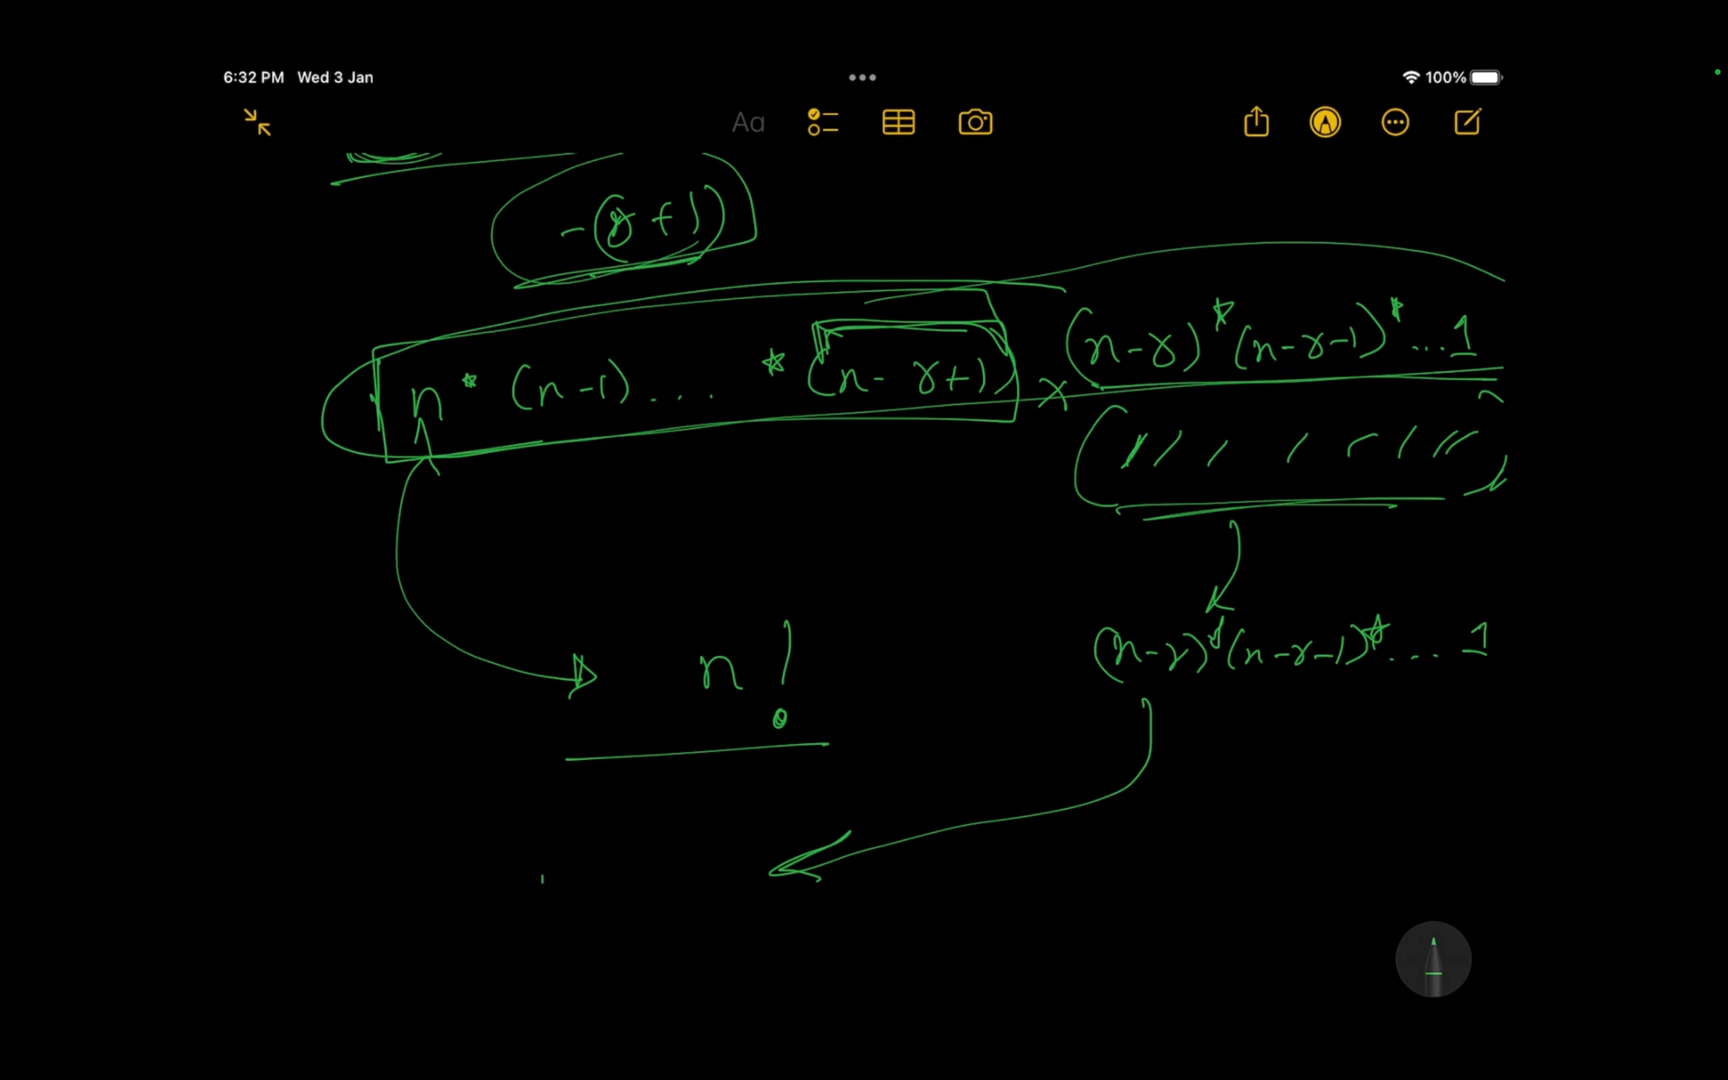 6:32 PM Wed 3 Jan
100%
Aa
-(r+1)
n * (n-1) .... * (n-r+1) × (n-r) * (n-r-1) * ... 1
n !
(n-r) * (n-r-1) * ... 1